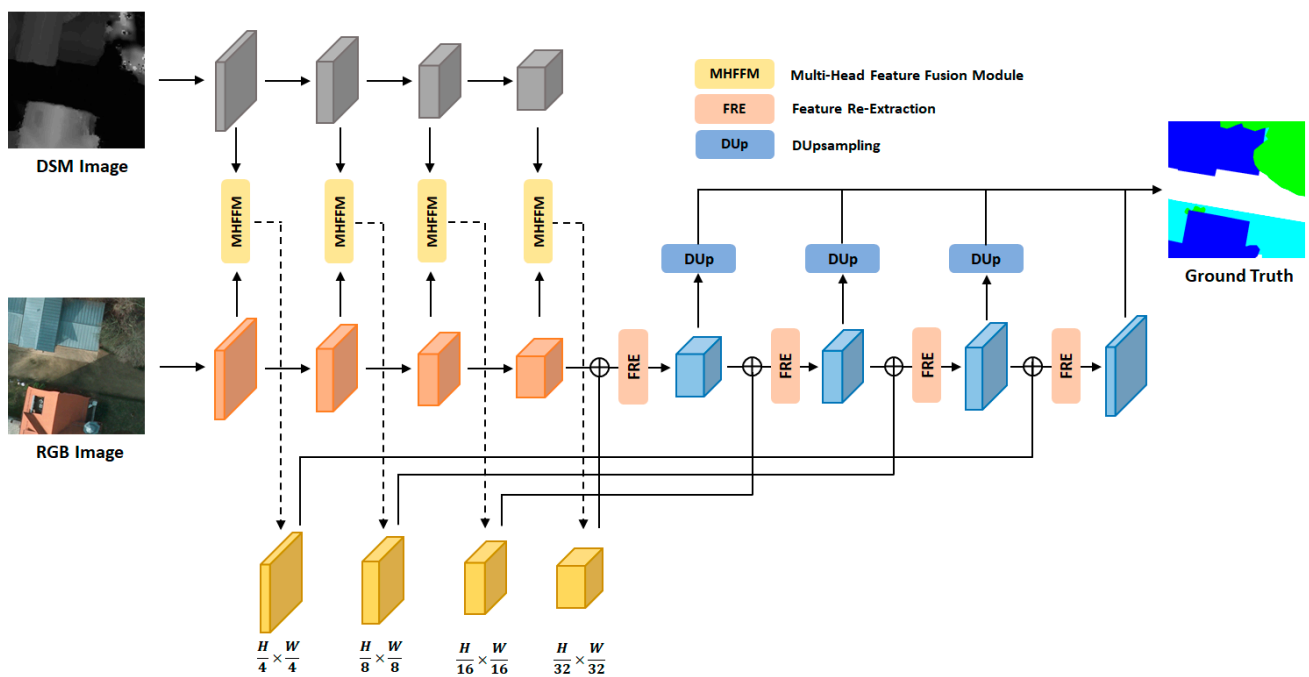 DSM Image
MHFFM
Multi-Head Feature Fusion Module
FRE
Feature Re-Extraction
DUp
DUpsampling
MHFFM
MHFFM
MHFFM
MHFFM
DUp
DUp
DUp
Ground Truth
RGB Image
FRE
FRE
FRE
FRE
H/4 × W/4
H/8 × W/8
H/16 × W/16
H/32 × W/32